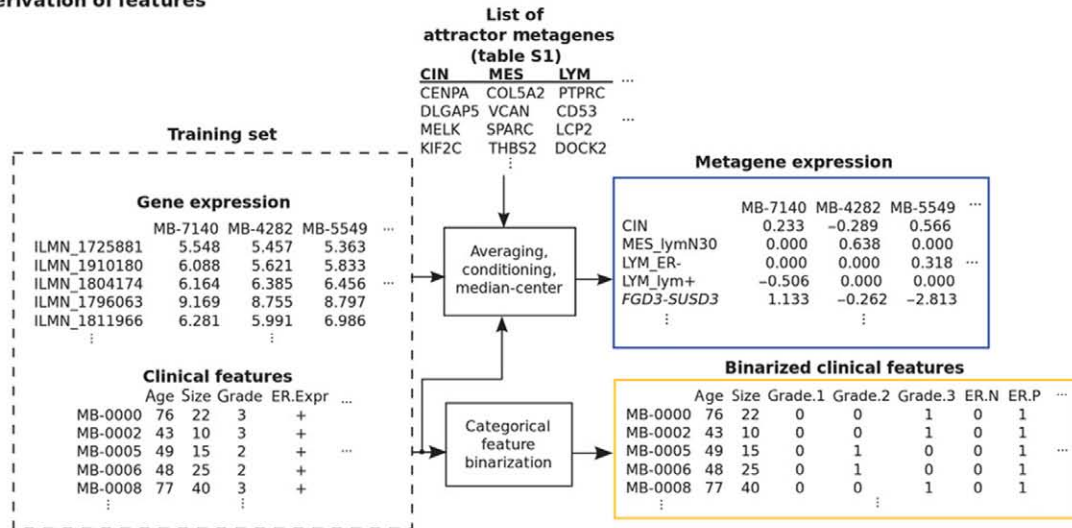 erivation of features
List of
attractor metagenes
(table S1)
CIN MES LYM ...
CENPA COL5A2 PTPRC
DLGAP5 VCAN CD53 ...
MELK SPARC LCP2
KIF2C THBS2 DOCK2
⋮
Training set
Gene expression
MB-7140 MB-4282 MB-5549 ...
ILMN_1725881 5.548 5.457 5.363
ILMN_1910180 6.088 5.621 5.833
ILMN_1804174 6.164 6.385 6.456 ...
ILMN_1796063 9.169 8.755 8.797
ILMN_1811966 6.281 5.991 6.986
⋮ ⋮
Clinical features
Age Size Grade ER.Expr ...
MB-0000 76 22 3 +
MB-0002 43 10 3 +
MB-0005 49 15 2 + ...
MB-0006 48 25 2 +
MB-0008 77 40 3 +
⋮ ⋮
Averaging,
conditioning,
median-center
Categorical
feature
binarization
Metagene expression
MB-7140 MB-4282 MB-5549 ...
CIN 0.233 −0.289 0.566
MES_lymN30 0.000 0.638 0.000
LYM_ER- 0.000 0.000 0.318 ...
LYM_lym+ −0.506 0.000 0.000
FGD3-SUSD3 1.133 −0.262 −2.813
⋮ ⋮
Binarized clinical features
Age Size Grade.1 Grade.2 Grade.3 ER.N ER.P ...
MB-0000 76 22 0 0 1 0 1
MB-0002 43 10 0 0 1 0 1
MB-0005 49 15 0 1 0 0 1 ...
MB-0006 48 25 0 1 0 0 1
MB-0008 77 40 0 0 1 0 1
⋮ ⋮